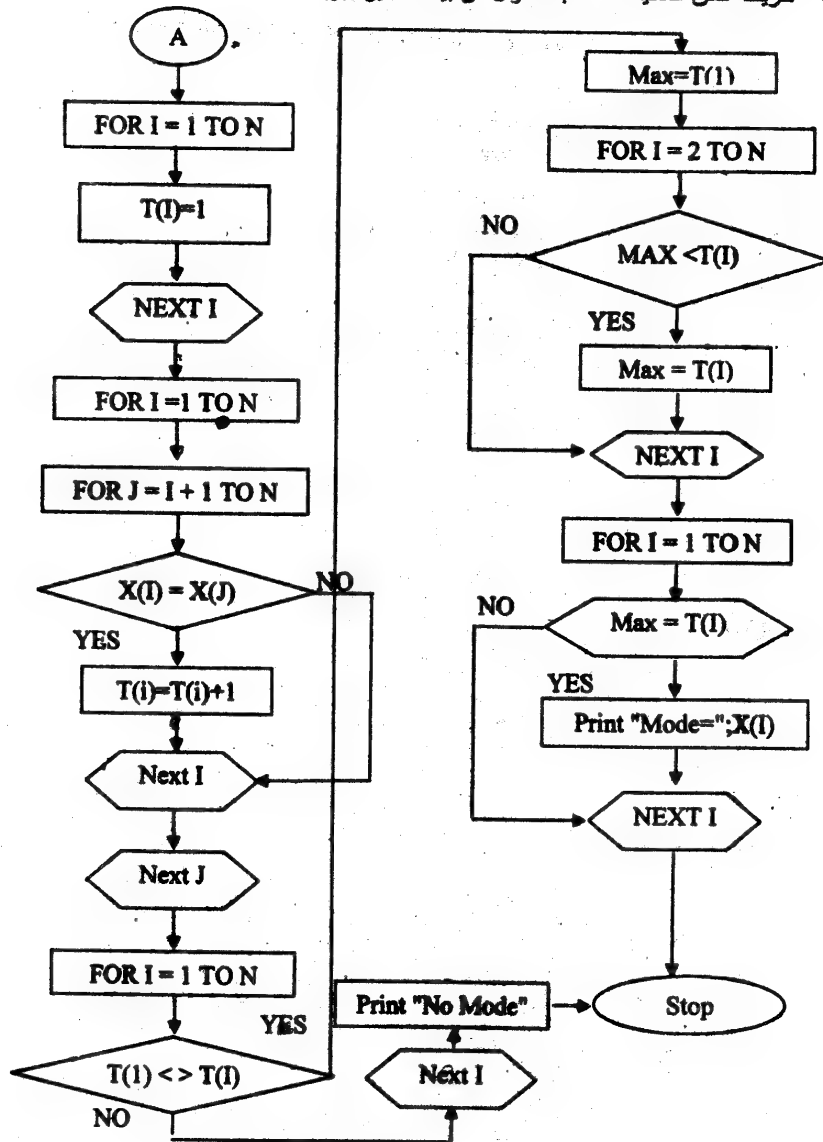 A
FOR I = 1 TO N
T(I)=1
NEXT I
FOR I =1 TO N
FOR J = I + 1 TO N
X(I) = X(J)
NO
YES
T(i)=T(i)+1
Next I
Next J
FOR I = 1 TO N
YES
T(1) < > T(I)
NO
Next I
Print "No Mode"
Max=T(1)
FOR I = 2 TO N
NO
MAX <T(I)
YES
Max = T(I)
NEXT I
FOR I = 1 TO N
NO
Max = T(I)
YES
Print "Mode=";X(I)
NEXT I
Stop